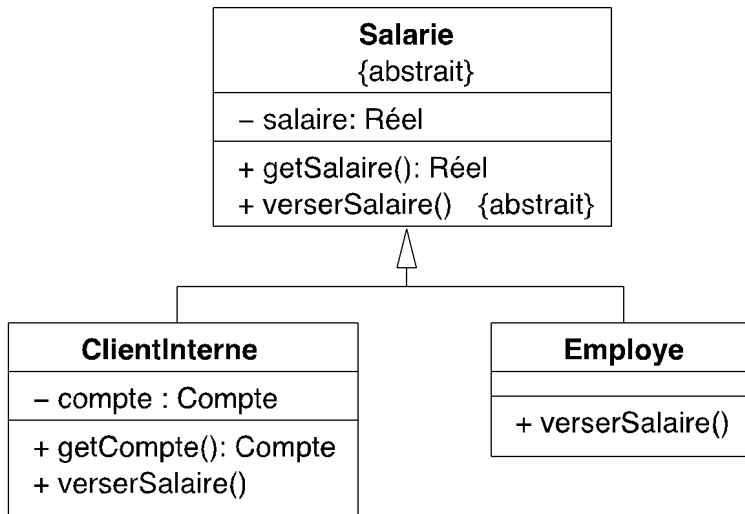 Salarie
{abstrait}
– salaire: Réel
+ getSalaire(): Réel
+ verserSalaire() {abstrait}
ClientInterne
– compte : Compte
+ getCompte(): Compte
+ verserSalaire()
Employe
+ verserSalaire()